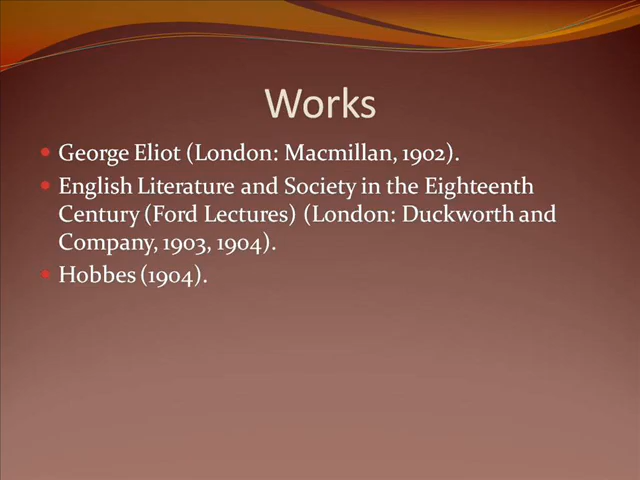 Works
George Eliot (London: Macmillan, 1902).
English Literature and Society in the Eighteenth
Century (Ford Lectures) (London: Duckworth and
Company, 1903, 1904).
Hobbes (1904).